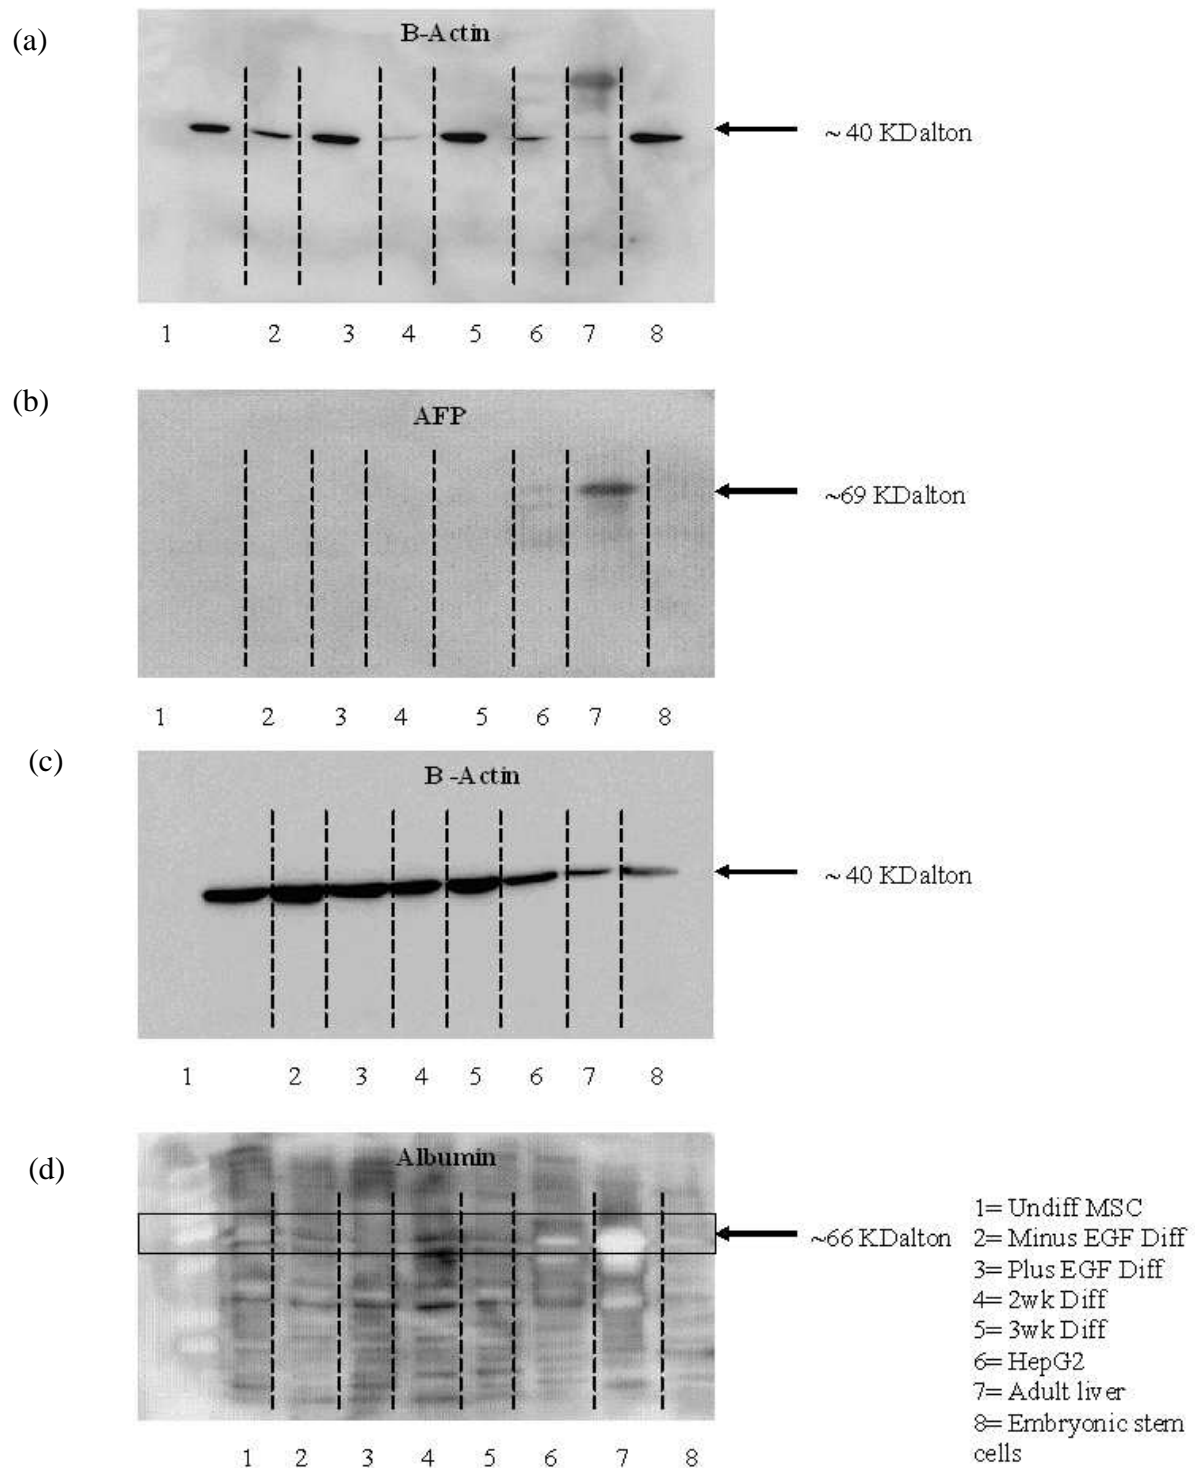 (a)
B-Actin
~ 40 KDalton
1 2 3 4 5 6 7 8
(b)
AFP
~69 KDalton
1 2 3 4 5 6 7 8
(c)
B -Actin
~ 40 KDalton
1 2 3 4 5 6 7 8
(d)
Albumin
~66 KDalton
1 2 3 4 5 6 7 8
1= Undiff MSC
2= Minus EGF Diff
3= Plus EGF Diff
4= 2wk Diff
5= 3wk Diff
6= HepG2
7= Adult liver
8= Embryonic stem
cells